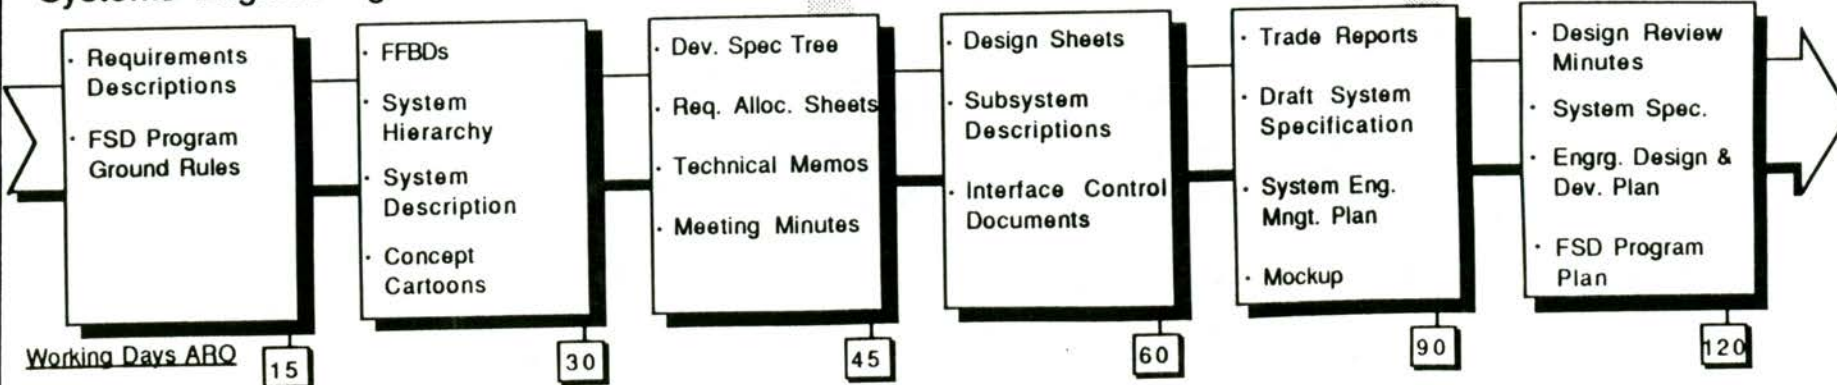 Requirements
Descriptions
FSD Program
Ground Rules
FFBDs
System
Hierarchy
System
Description
Concept
Cartoons
Dev. Spec Tree
Req. Alloc. Sheets
Technical Memos
Meeting Minutes
Design Sheets
Subsystem
Descriptions
Interface Control
Documents
Trade Reports
Draft System
Specification
System Eng.
Mngt. Plan
Mockup
Design Review
Minutes
System Spec.
Engrg. Design &
Dev. Plan
FSD Program
Plan
Working Days ARO
15
30
45
60
90
120